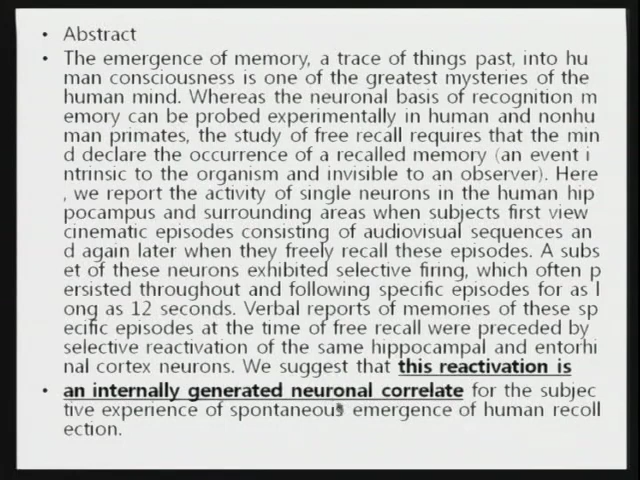 • Abstract
• The emergence of memory, a trace of things past, into hu
man consciousness is one of the greatest mysteries of the
human mind. Whereas the neuronal basis of recognition m
emory can be probed experimentally in human and nonhu
man primates, the study of free recall requires that the min
d declare the occurrence of a recalled memory (an event i
ntrinsic to the organism and invisible to an observer). Here
, we report the activity of single neurons in the human hip
pocampus and surrounding areas when subjects first view
cinematic episodes consisting of audiovisual sequences an
d again later when they freely recall these episodes. A subs
et of these neurons exhibited selective firing, which often p
ersisted throughout and following specific episodes for as l
ong as 12 seconds. Verbal reports of memories of these sp
ecific episodes at the time of free recall were preceded by
selective reactivation of the same hippocampal and entorhi
nal cortex neurons. We suggest that this reactivation is
• an internally generated neuronal correlate for the subjec
tive experience of spontaneous emergence of human recoll
ection.